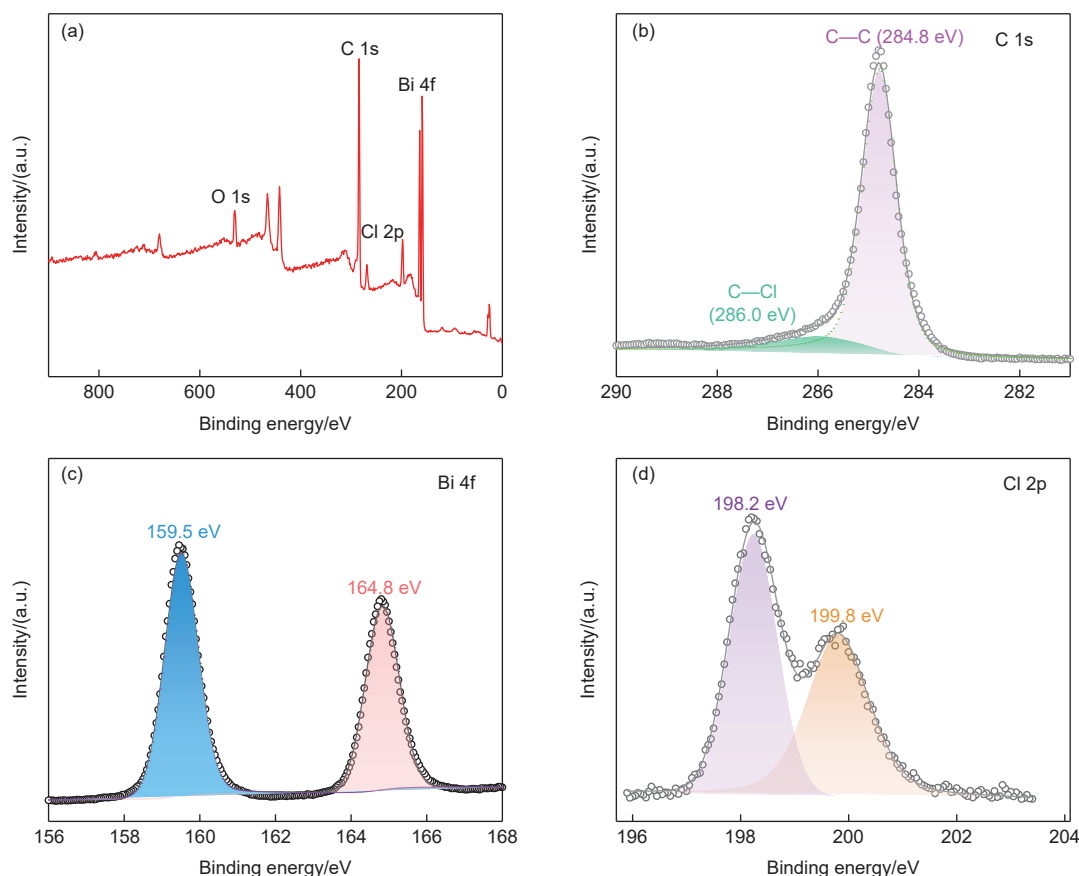 (a)
C 1s
Bi 4f
O 1s
Cl 2p
Intensity/(a.u.)
800
600
400
200
0
Binding energy/eV
(b)
C—C (284.8 eV)
C 1s
C—Cl
(286.0 eV)
Intensity/(a.u.)
290
288
286
284
282
Binding energy/eV
(c)
Bi 4f
159.5 eV
164.8 eV
Intensity/(a.u.)
156
158
160
162
164
166
168
Binding energy/eV
(d)
Cl 2p
198.2 eV
199.8 eV
Intensity/(a.u.)
196
198
200
202
204
Binding energy/eV